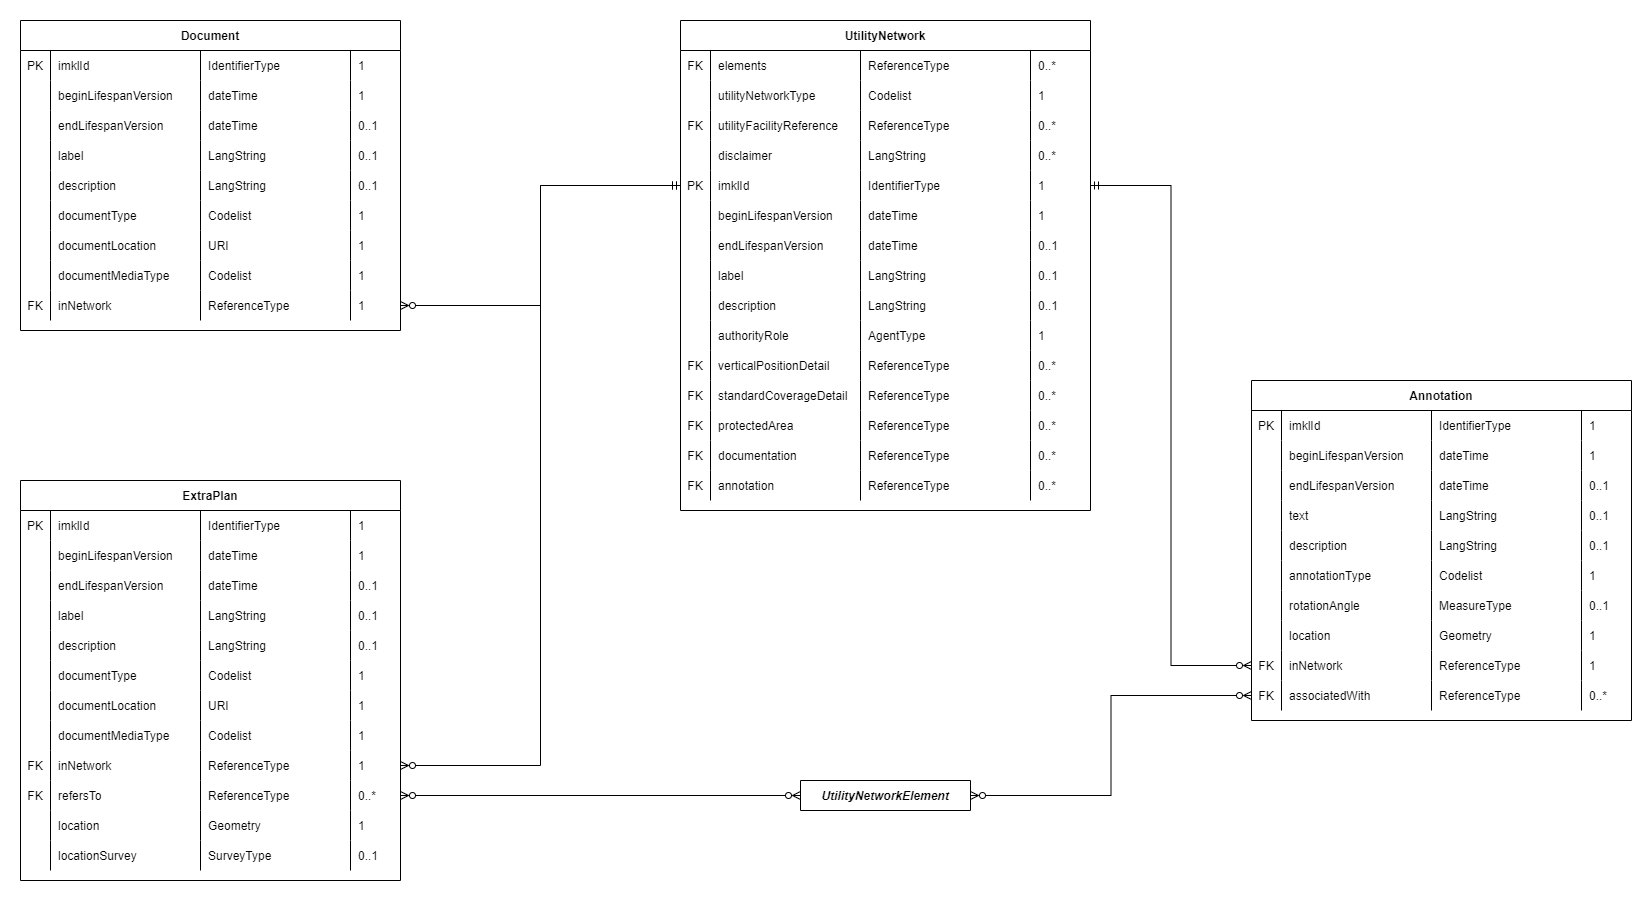 Document
PK imklId IdentifierType 1
beginLifespanVersion dateTime 1
endLifespanVersion dateTime 0..1
label LangString 0..1
description LangString 0..1
documentType Codelist 1
documentLocation URI 1
documentMediaType Codelist 1
FK inNetwork ReferenceType 1
UtilityNetwork
FK elements ReferenceType 0..*
utilityNetworkType Codelist 1
FK utilityFacilityReference ReferenceType 0..*
disclaimer LangString 0..*
PK imklId IdentifierType 1
beginLifespanVersion dateTime 1
endLifespanVersion dateTime 0..1
label LangString 0..1
description LangString 0..1
authorityRole AgentType 1
FK verticalPositionDetail ReferenceType 0..*
FK standardCoverageDetail ReferenceType 0..*
FK protectedArea ReferenceType 0..*
FK documentation ReferenceType 0..*
FK annotation ReferenceType 0..*
Annotation
PK imklId IdentifierType 1
beginLifespanVersion dateTime 1
endLifespanVersion dateTime 0..1
text LangString 0..1
description LangString 0..1
annotationType Codelist 1
rotationAngle MeasureType 0..1
location Geometry 1
FK inNetwork ReferenceType 1
FK associatedWith ReferenceType 0..*
ExtraPlan
PK imklId IdentifierType 1
beginLifespanVersion dateTime 1
endLifespanVersion dateTime 0..1
label LangString 0..1
description LangString 0..1
documentType Codelist 1
documentLocation URI 1
documentMediaType Codelist 1
FK inNetwork ReferenceType 1
FK refersTo ReferenceType 0..*
location Geometry 1
locationSurvey SurveyType 0..1
UtilityNetworkElement